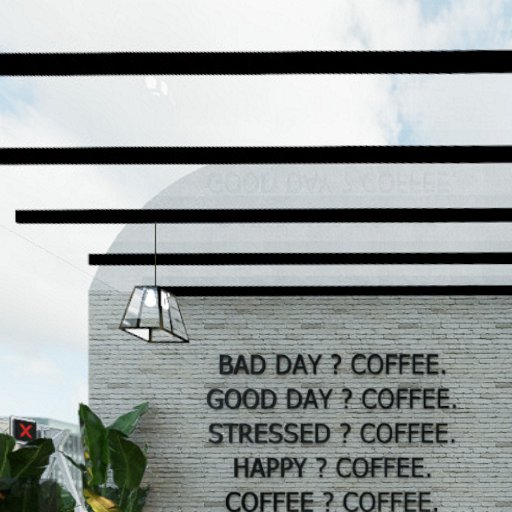 BAD DAY ? COFFEE.
GOOD DAY ? COFFEE.
STRESSED ? COFFEE.
HAPPY ? COFFEE.
COFFEE ? COFFEE.